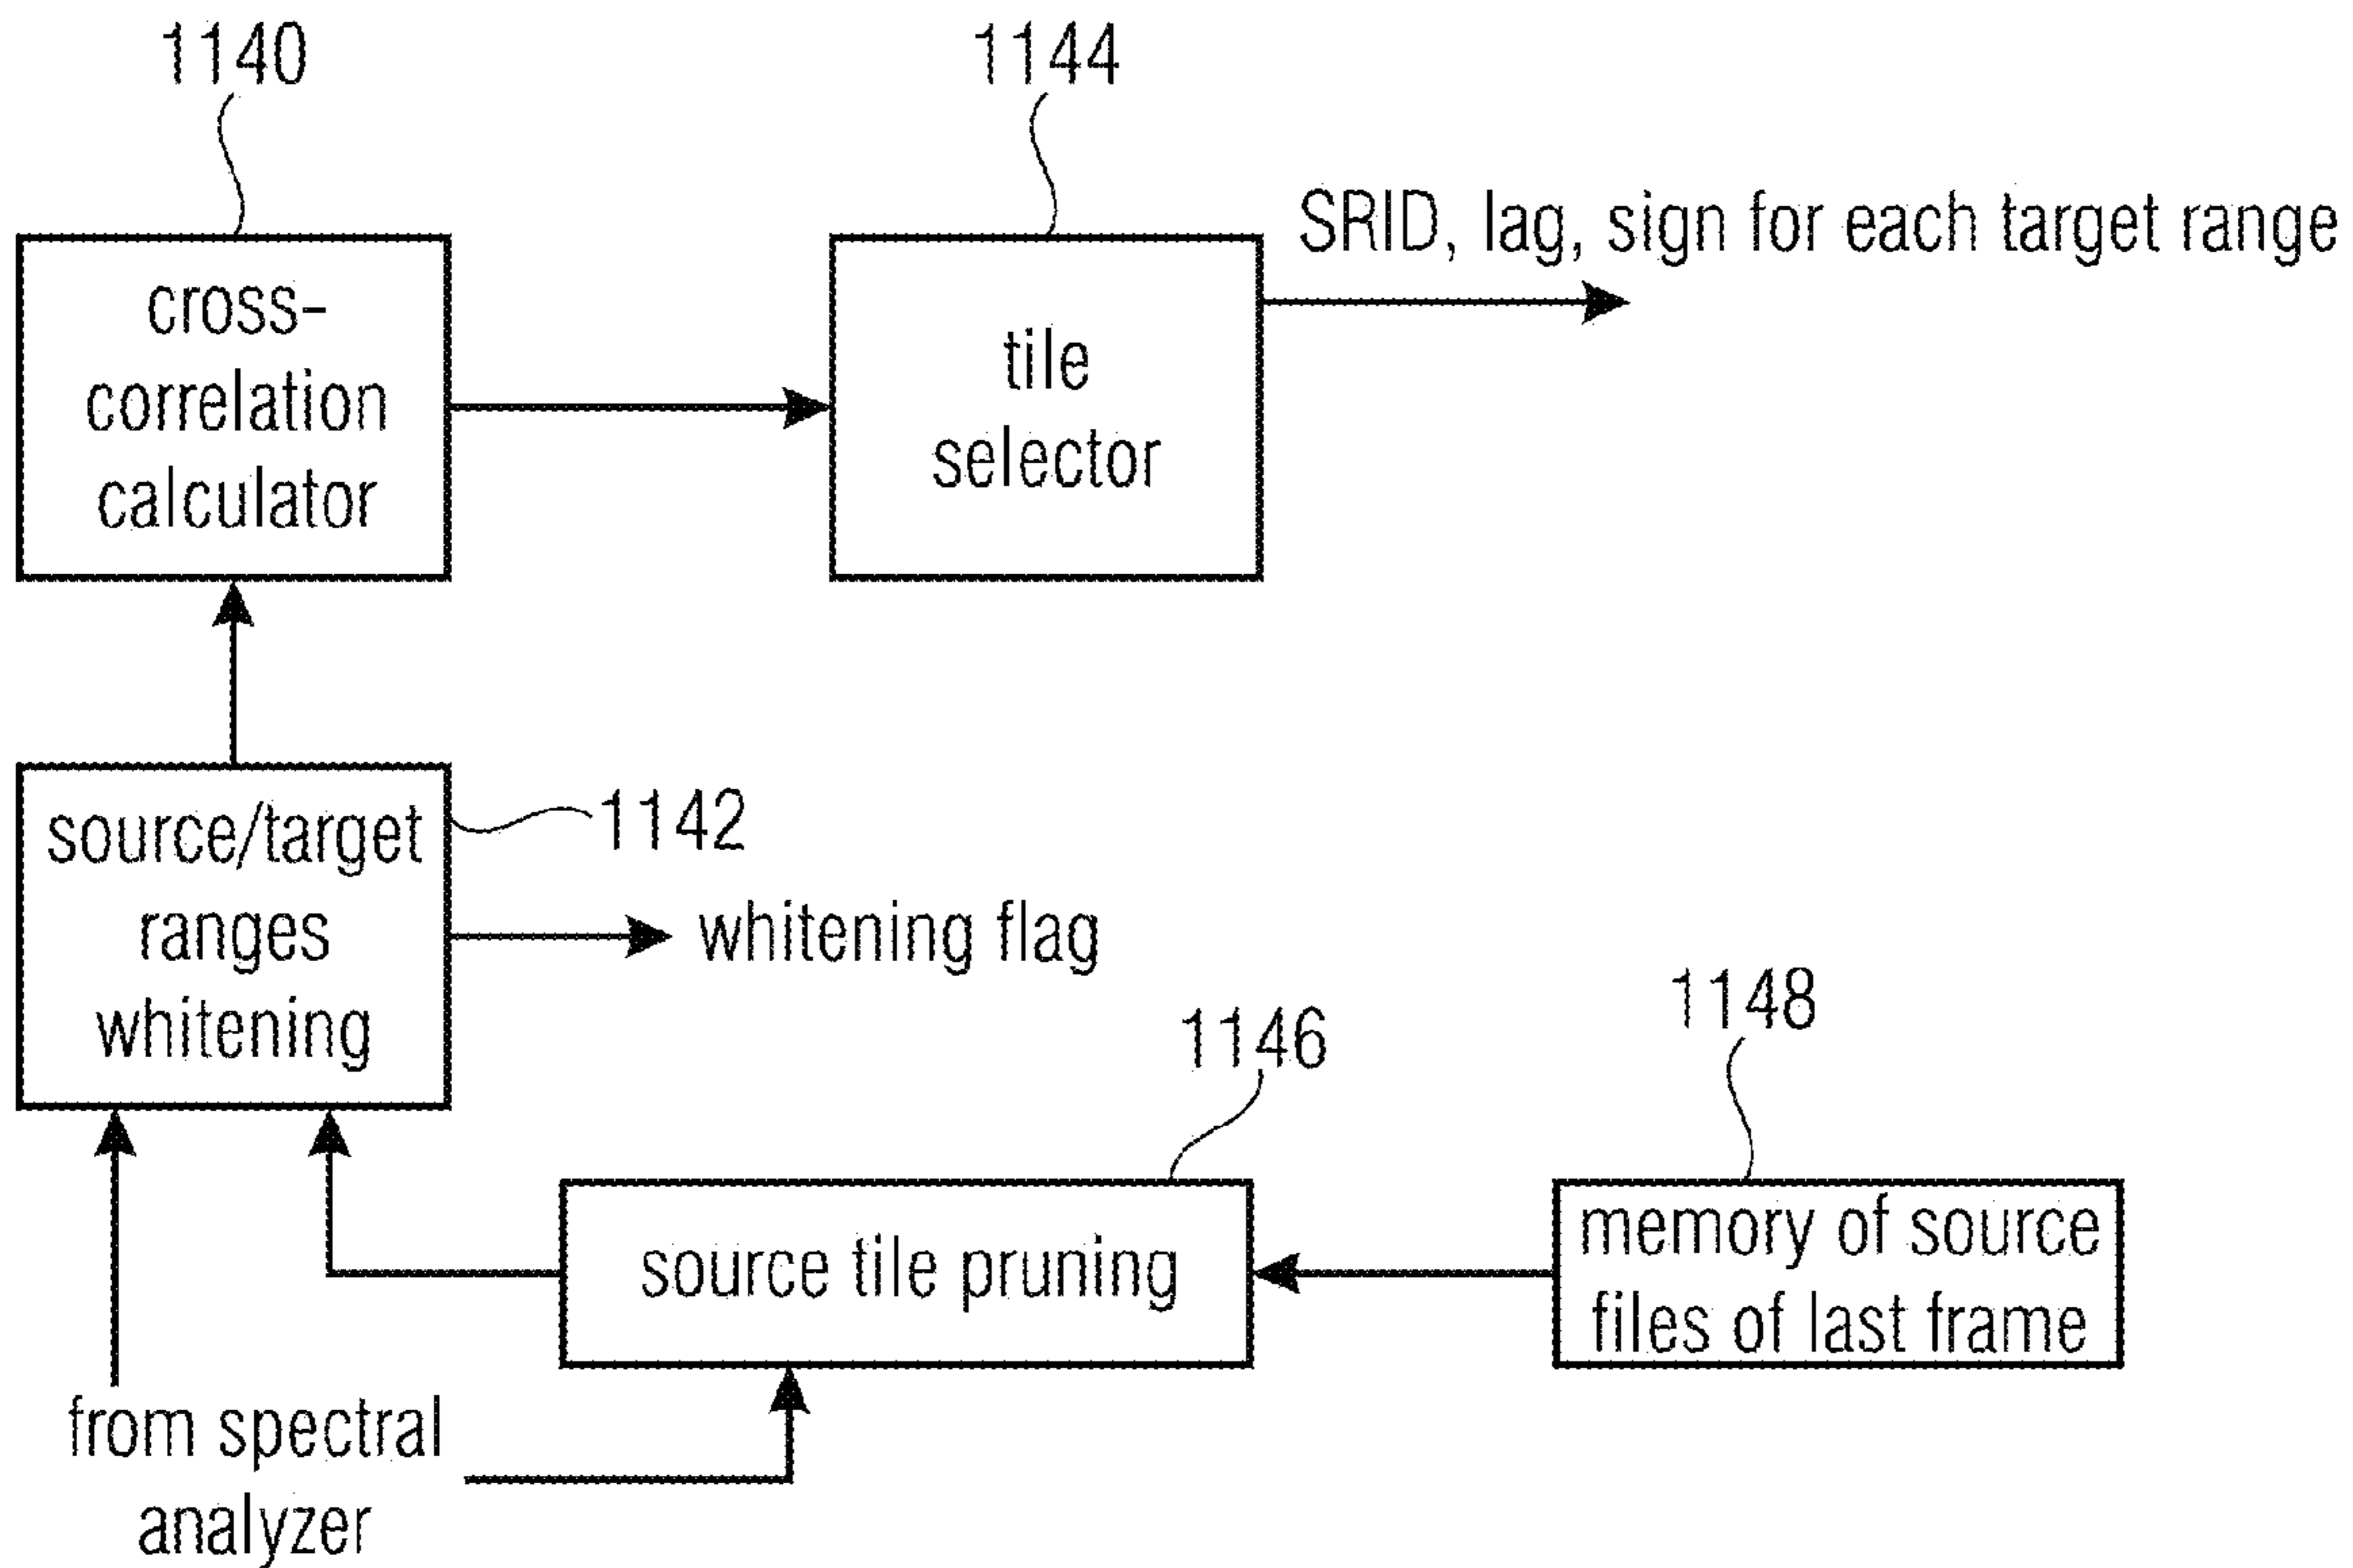 1140
1144
SRID, lag, sign for each target range
cross-
correlation
calculator
tile
selector
source/target
ranges
whitening
1142
whitening flag
1146
1148
source tile pruning
memory of source
files of last frame
from spectral
analyzer